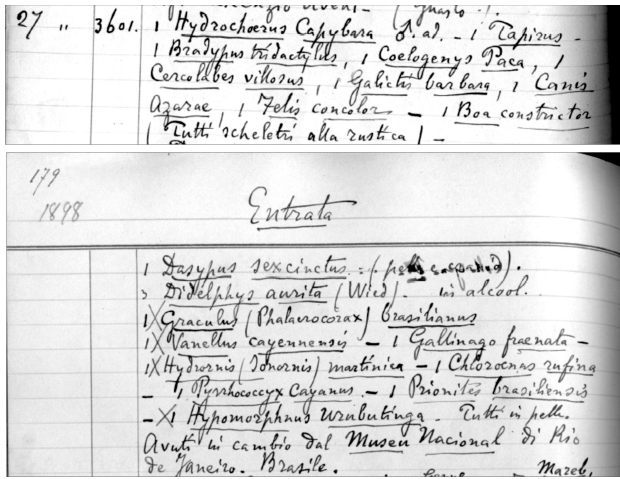 27 " 3601. 1 Hydrochoerus Capybara ♂ ad. – 1 Tapirus –
1 Bradypus tridactylus, 1 Coelogenys Paca, 1
Cercolabes villosus, 1 Galictis barbara, 1 Canis
Azarae, 1 Felis concolor – 1 Boa constrictor
(Tutti scheletri alla rustica) –
179
1898
Entrata
1 Dasypus sexcinctus. (pelle e
3 Didelphys aurita (Wied). in alcool.
1 Graculus (Phalacrocorax) brasilianus
1 Vanellus cayennensis – 1 Gallinago fraenata –
1 Hydrornis (Jonornis) martinica – 1 Chloroenas rufina
– 1 Pyrrhococcyx Cayanus – 1 Prionites brasiliensis
– 1 Hypomorphnus urubutinga. Tutti in pelle.
Avuti in cambio dal Museu Nacional di Rio
de Janeiro. Brasile.